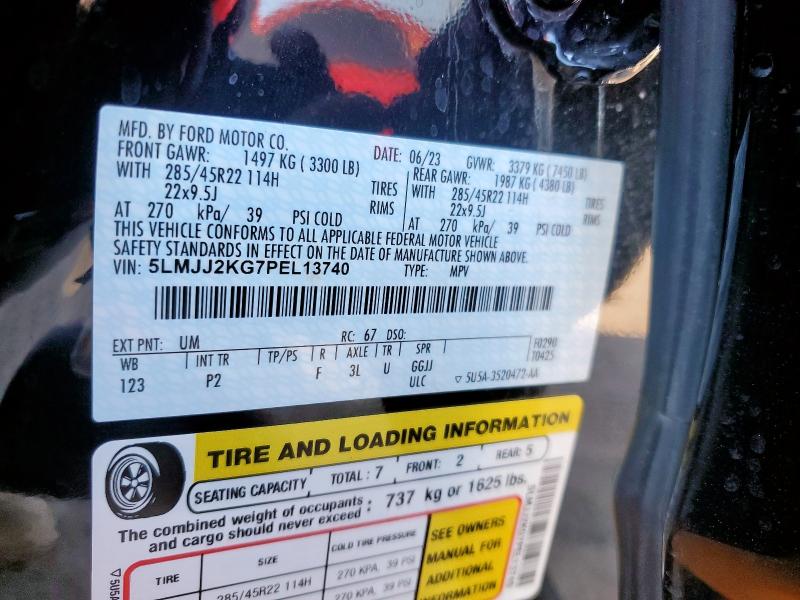 MFD. BY FORD MOTOR CO. DATE: 06/23 GVWR: 3379 KG (7450 LB)
FRONT GAWR: 1497 KG (3300 LB) REAR GAWR: 1987 KG (4380 LB)
WITH 285/45R22 114H TIRES WITH 285/45R22 114H TIRES
22x9.5J RIMS 22x9.5J RIMS
AT 270 kPa/ 39 PSI COLD AT 270 kPa/ 39 PSI COLD
THIS VEHICLE CONFORMS TO ALL APPLICABLE FEDERAL MOTOR VEHICLE
SAFETY STANDARDS IN EFFECT ON THE DATE OF MANUFACTURE SHOWN ABOVE.
VIN: 5LMJJ2KG7PEL13740 TYPE: MPV
EXT PNT: UM RC: 67 DSO: F0290
WB INT TR TP/PS R AXLE TR SPR T0425
123 P2 F 3L U GGJJ
ULC ▽ 5U5A-3520472-AA
TIRE AND LOADING INFORMATION
SEATING CAPACITY TOTAL: 7 FRONT: 2 REAR: 5
The combined weight of occupants
and cargo should never exceed : 737 kg or 1625 lbs.
TIRE SIZE COLD TIRE PRESSURE SEE OWNERS
MANUAL FOR
ADDITIONAL
INFORMATION
285/45R22 114H 270 KPA, 39 PSI